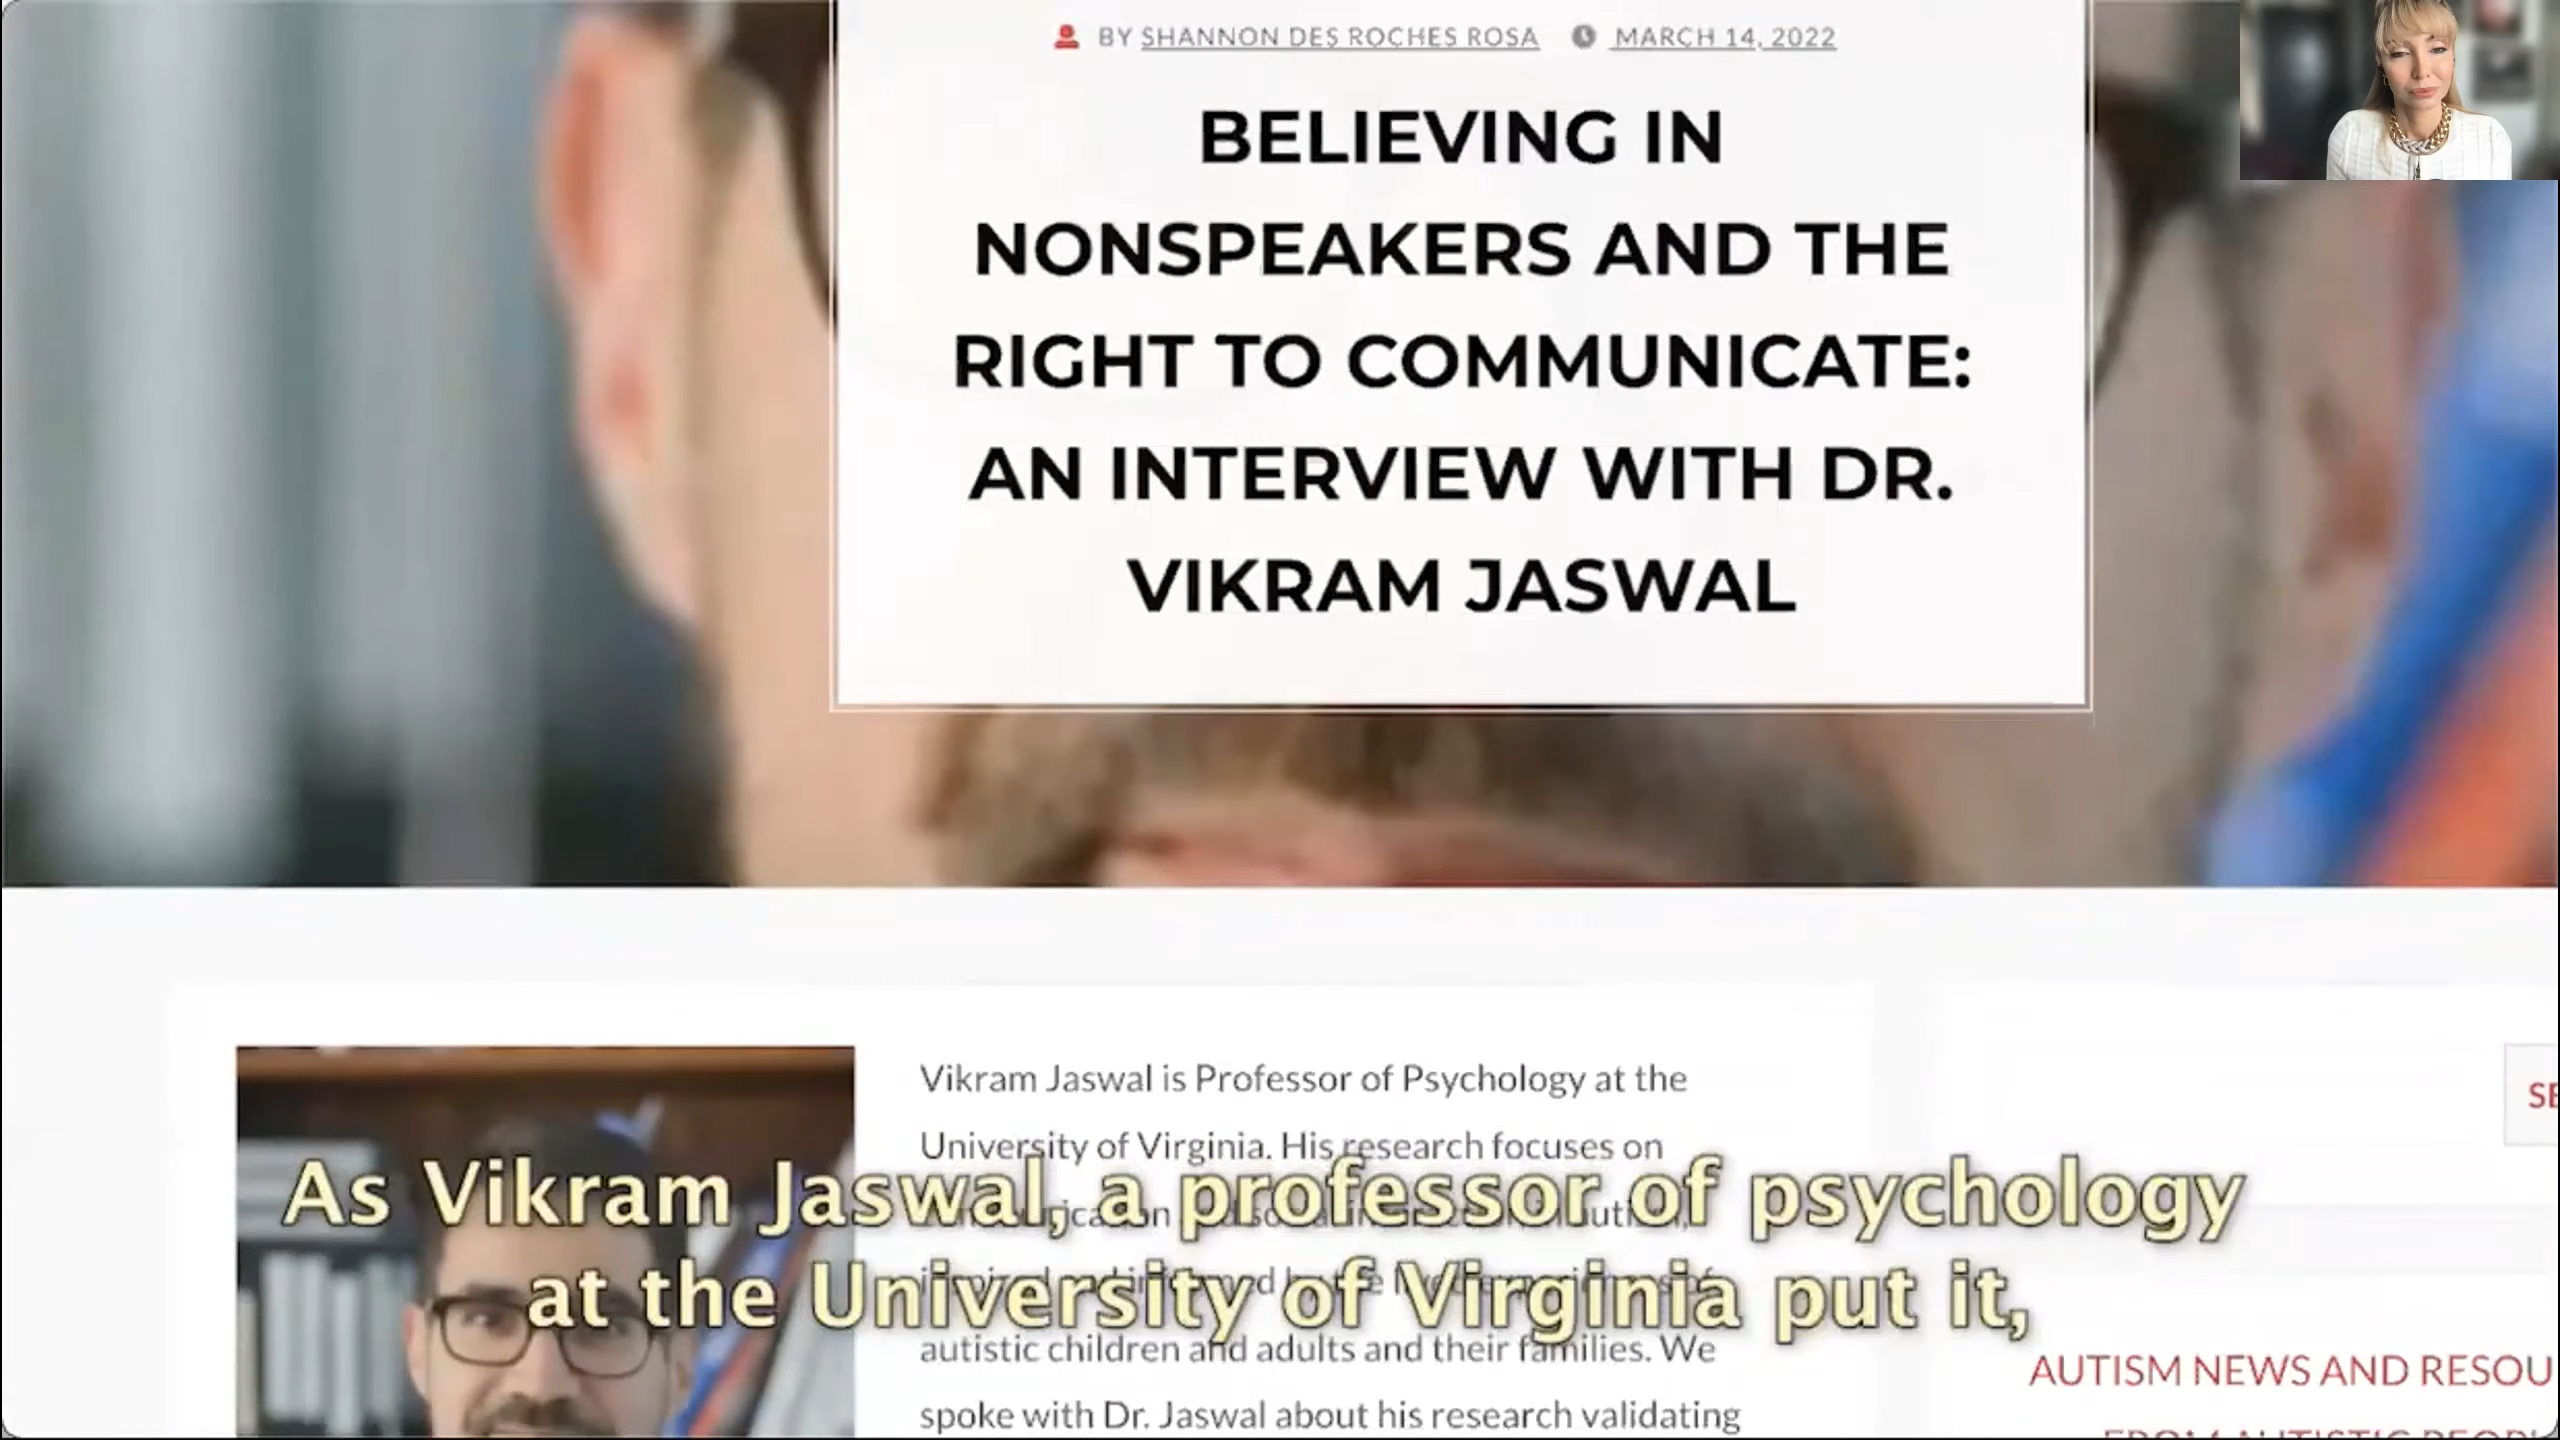 BY SHANNON DES ROCHES ROSA MARCH 14, 2022
BELIEVING IN
NONSPEAKERS AND THE
RIGHT TO COMMUNICATE:
AN INTERVIEW WITH DR.
VIKRAM JASWAL
Vikram Jaswal is Professor of Psychology at the
University of Virginia. His research focuses on
autistic children and adults and their families. We
spoke with Dr. Jaswal about his research validating
As Vikram Jaswal, a professor of psychology
at the University of Virginia put it,
AUTISM NEWS AND RESOU